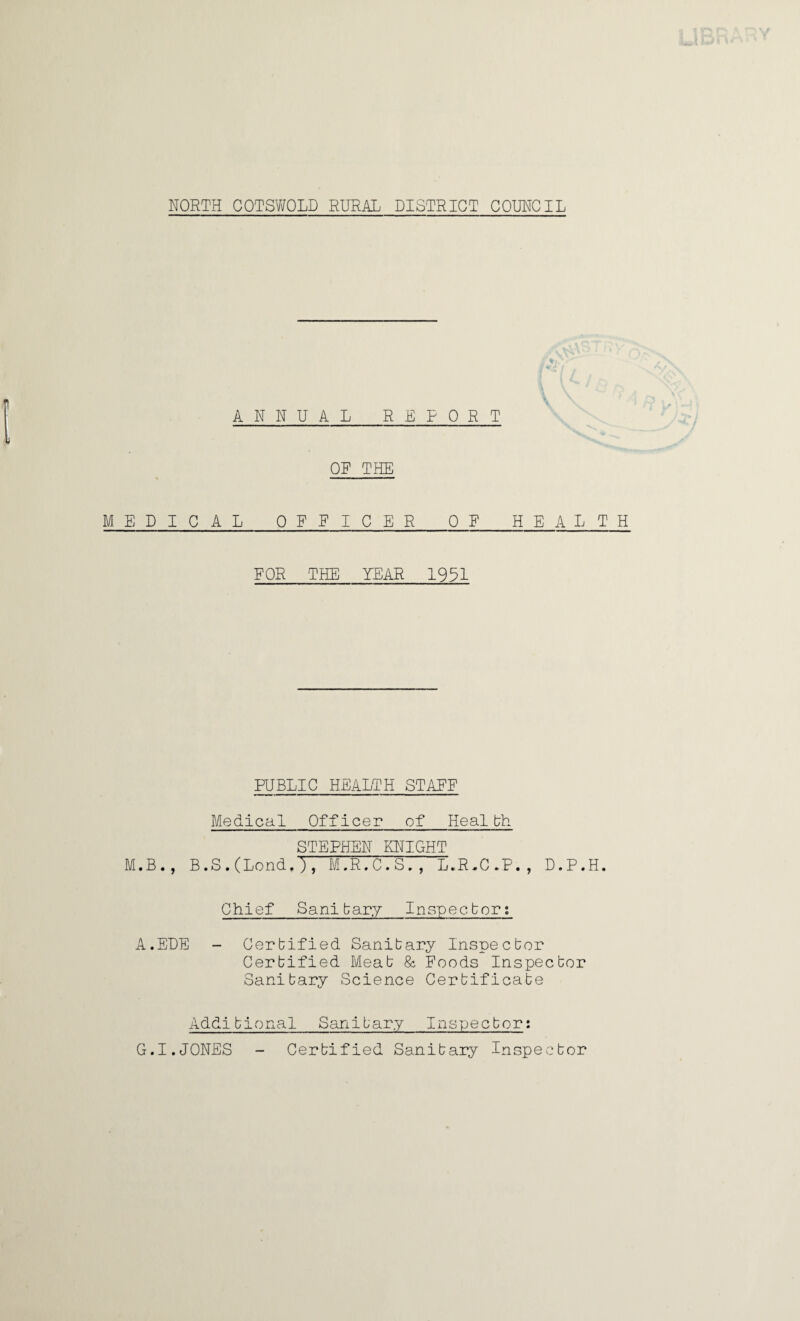 LIBRARY
NORTH COTSWOLD RURAL DISTRICT COUNCIL
ANNUAL REPORT
OF THE
MEDICAL OFFICER OF HEALTH
FOR THE YEAR 1951
PUBLIC HEALTH STAFF
Medical Officer of Health
STEPHEN KNIGHT
M.B., B.S.(Lond.), M.R.C.S., L.R.C.P., D.P.H.
Chief Sanitary Inspector:
A.EDE - Certified Sanitary Inspector
Certified Meat & Foods Inspector
Sanitary Science Certificate
Additional Sanitary Inspector:
G.I.JONES - Certified Sanitary Inspector